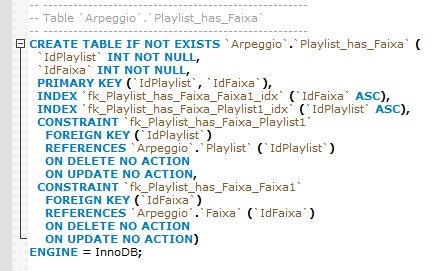 -- -----------------------------------------------------
-- Table `Arpeggio`.`Playlist_has_Faixa`
-- -----------------------------------------------------
CREATE TABLE IF NOT EXISTS `Arpeggio`.`Playlist_has_Faixa` (
`IdPlaylist` INT NOT NULL,
`IdFaixa` INT NOT NULL,
PRIMARY KEY (`IdPlaylist`, `IdFaixa`),
INDEX `fk_Playlist_has_Faixa_Faixa1_idx` (`IdFaixa` ASC),
INDEX `fk_Playlist_has_Faixa_Playlist1_idx` (`IdPlaylist` ASC),
CONSTRAINT `fk_Playlist_has_Faixa_Playlist1`
FOREIGN KEY (`IdPlaylist`)
REFERENCES `Arpeggio`.`Playlist` (`IdPlaylist`)
ON DELETE NO ACTION
ON UPDATE NO ACTION,
CONSTRAINT `fk_Playlist_has_Faixa_Faixa1`
FOREIGN KEY (`IdFaixa`)
REFERENCES `Arpeggio`.`Faixa` (`IdFaixa`)
ON DELETE NO ACTION
ON UPDATE NO ACTION)
ENGINE = InnoDB;